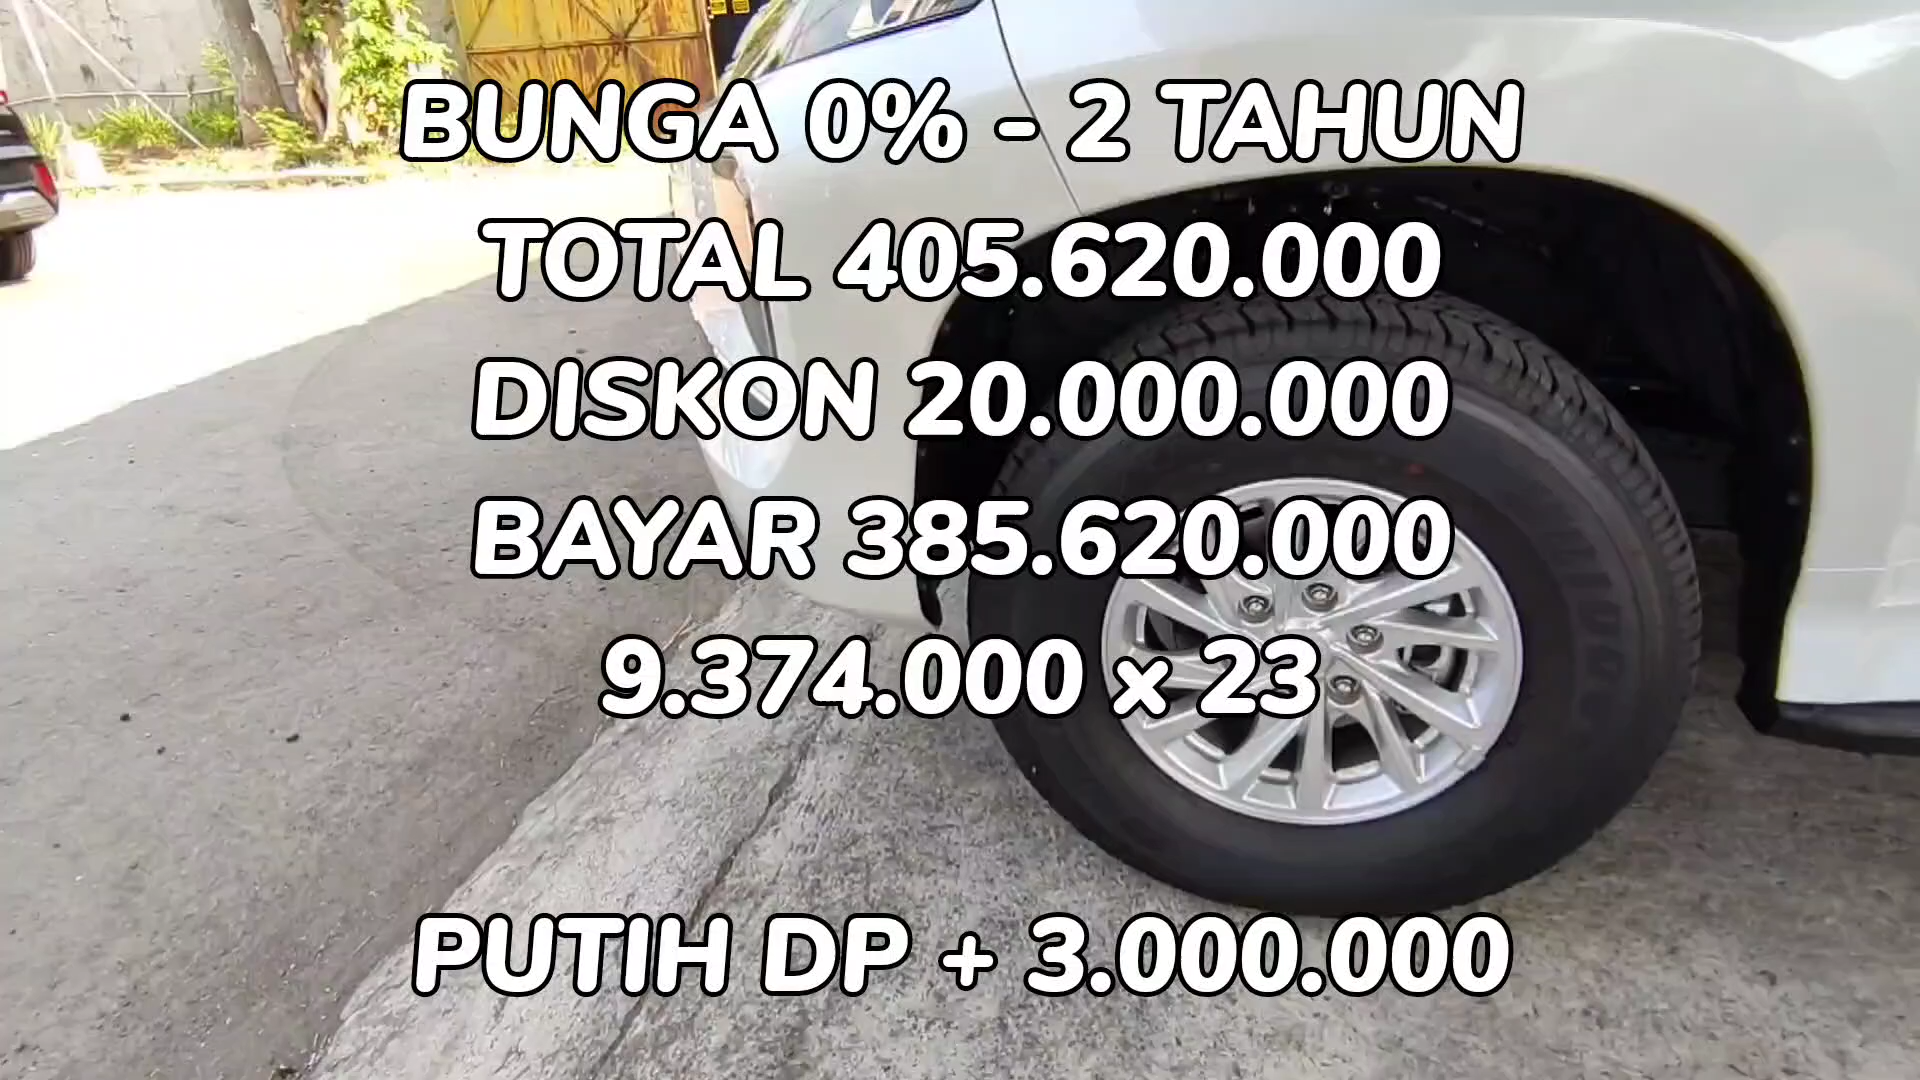 BUNGA 0% - 2 TAHUN
TOTAL 405.620.000
DISKON 20.000.000
BAYAR 385.620.000
9.374.000 x 23
PUTIH DP + 3.000.000